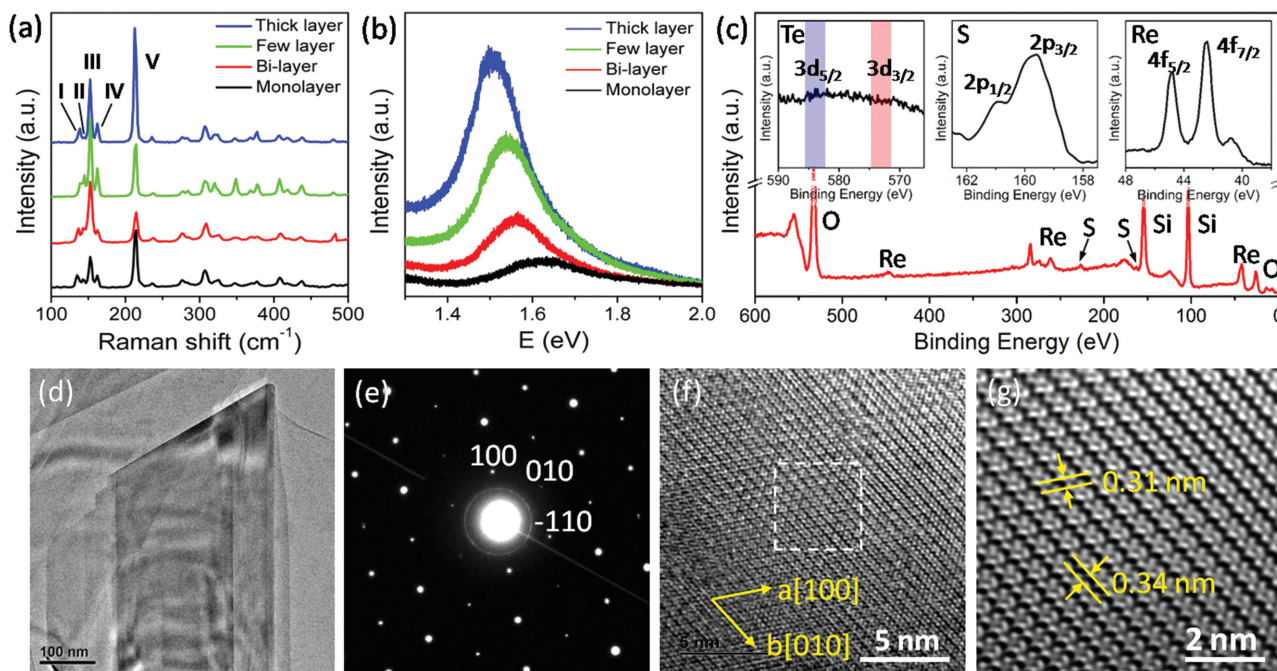 (a)
Thick layer
Few layer
Bi-layer
Monolayer
I
II
III
IV
V
Intensity (a.u.)
100 200 300 400 500
Raman shift (cm⁻¹)
(b)
Thick layer
Few layer
Bi-layer
Monolayer
Intensity (a.u.)
1.4 1.6 1.8 2.0
E (eV)
(c)
Te
3d5/2
3d3/2
Intensity (a.u.)
590 580 570
Binding Energy (eV)
S
2p1/2
2p3/2
Intensity (a.u.)
162 160 158
Binding Energy (eV)
Re
4f5/2
4f7/2
Intensity (a.u.)
48 44 40
Binding Energy (eV)
Intensity (a.u.)
O
Re
Re
S
S
Si
Si
Re
O
600 500 400 300 200 100 0
Binding Energy (eV)
(d)
100 nm
(e)
100
010
-110
(f)
a[100]
b[010]
5 nm
5 nm
(g)
0.31 nm
0.34 nm
2 nm